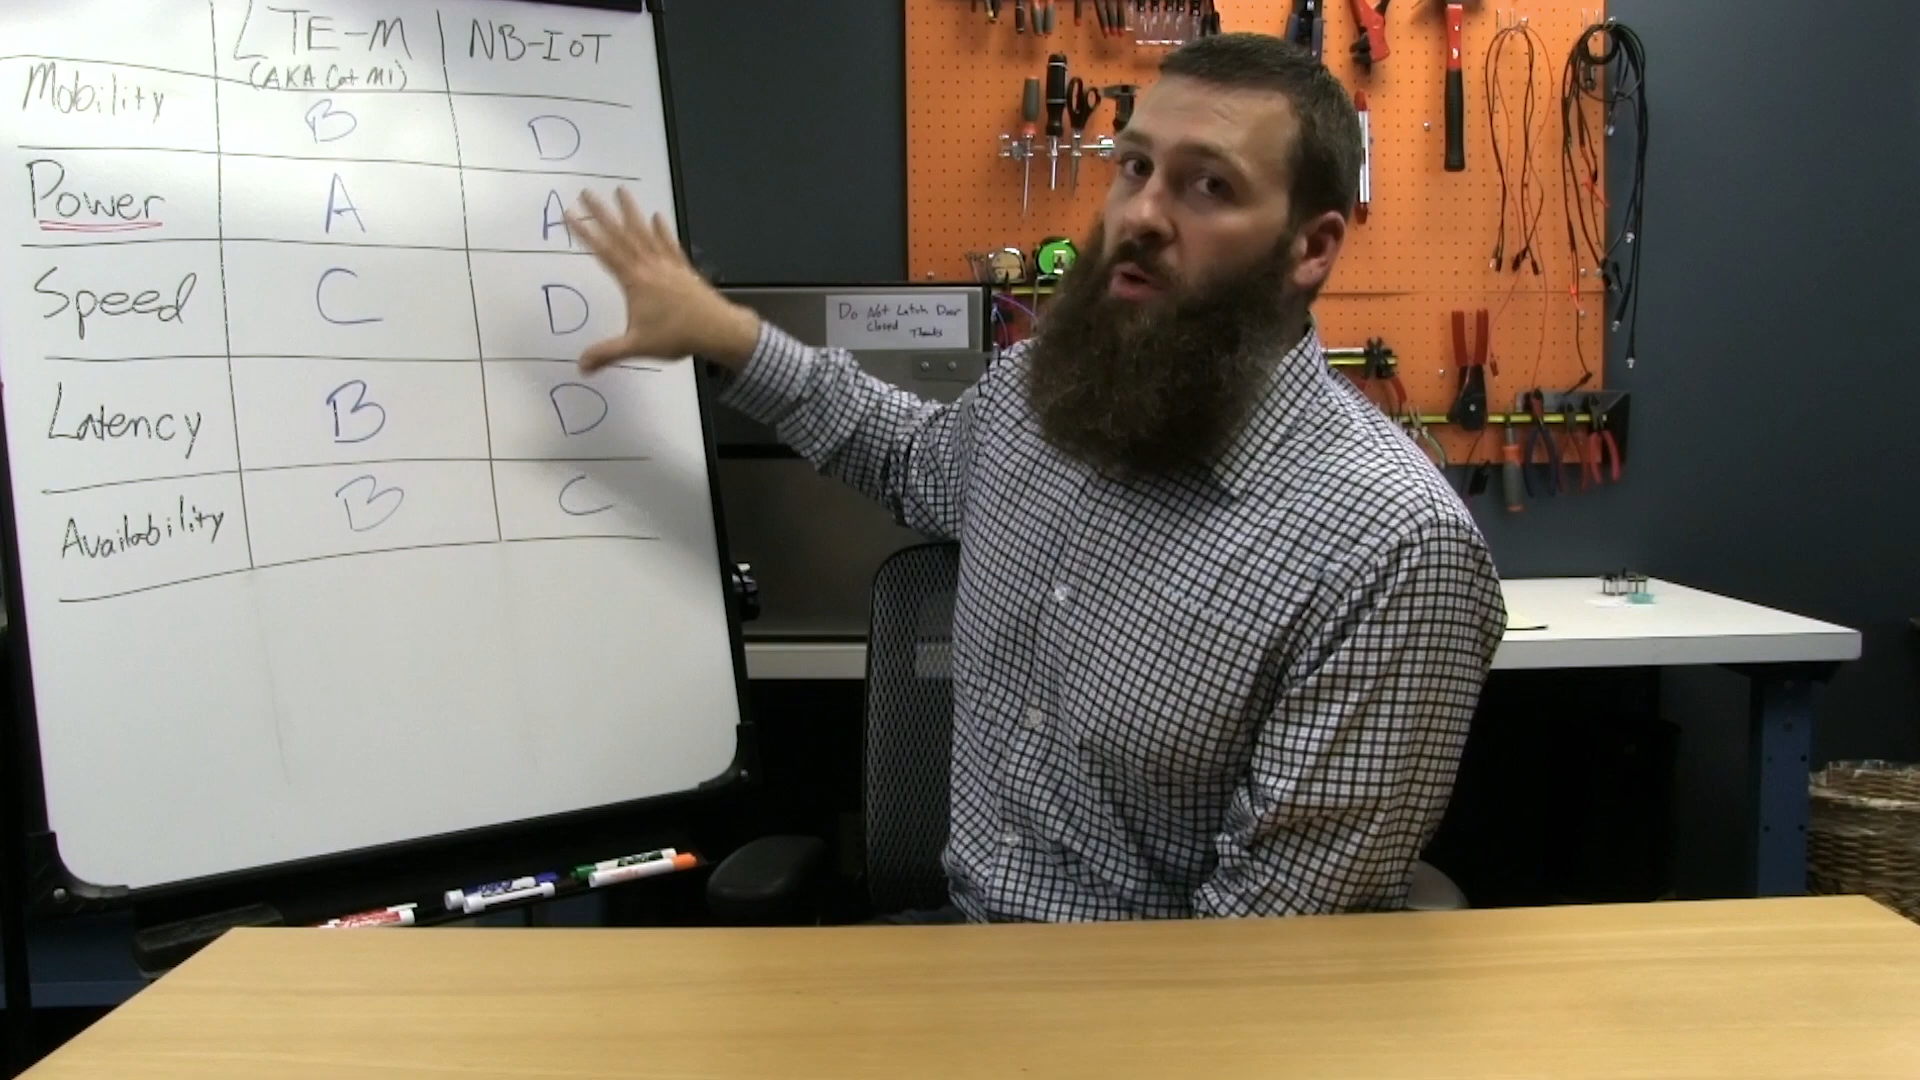 LTE-M NB-IoT
(AKA Cat M1)
Mobility B D
Power A A
Speed C D
Latency B D
Availability B C
Do Not Latch Door
Closed Thanks